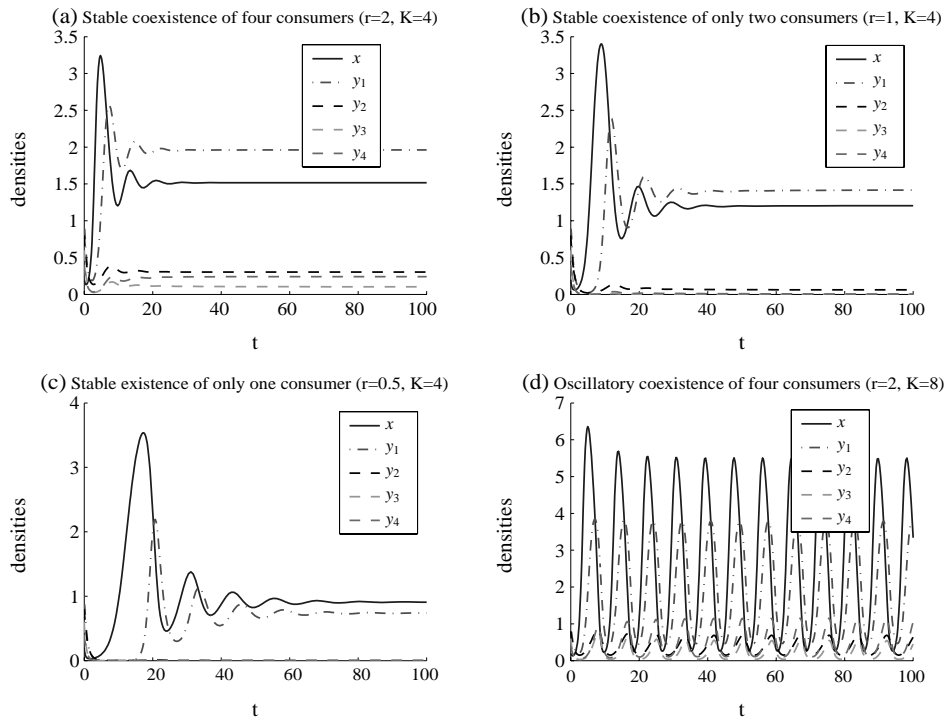 (a) Stable coexistence of four consumers (r=2, K=4)
3.5
3
2.5
2
1.5
1
0.5
0
densities
0 20 40 60 80 100
t
x
y1
y2
y3
y4
(b) Stable coexistence of only two consumers (r=1, K=4)
3.5
3
2.5
2
1.5
1
0.5
0
densities
0 20 40 60 80 100
t
x
y1
y2
y3
y4
(c) Stable existence of only one consumer (r=0.5, K=4)
4
3
2
1
0
densities
0 20 40 60 80 100
t
x
y1
y2
y3
y4
(d) Oscillatory coexistence of four consumers (r=2, K=8)
7
6
5
4
3
2
1
0
densities
0 20 40 60 80 100
t
x
y1
y2
y3
y4